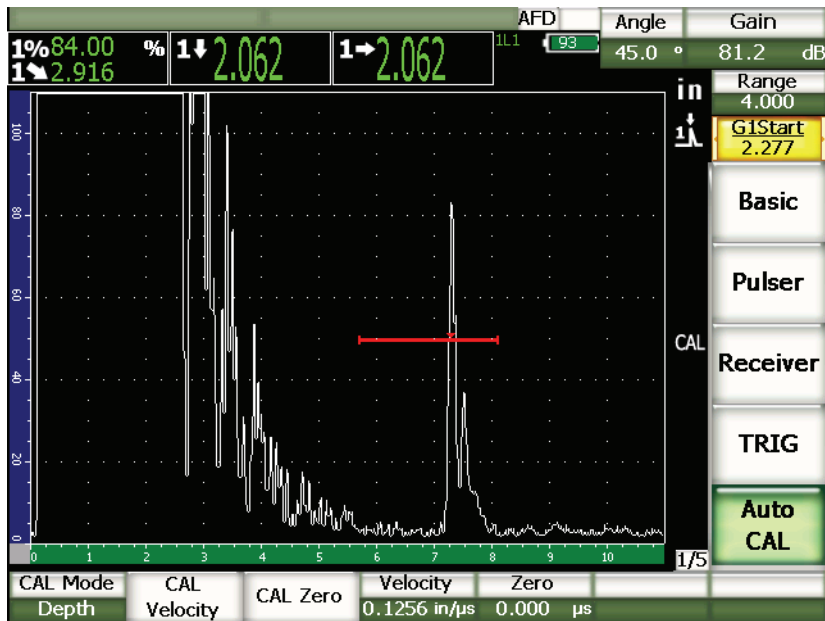 AFD
Angle Gain
1% 84.00 % 1 2.062 1 2.062 1L1 93 45.0 ° 81.2 dB
1 2.916
in
Range
4.000
1
G1Start
2.277
Basic
Pulser
CAL
Receiver
TRIG
Auto
CAL
100
80
60
40
20
0
0 1 2 3 4 5 6 7 8 9 10 1/5
CAL Mode CAL Velocity CAL Zero Velocity Zero
Depth 0.1256 in/µs 0.000 µs